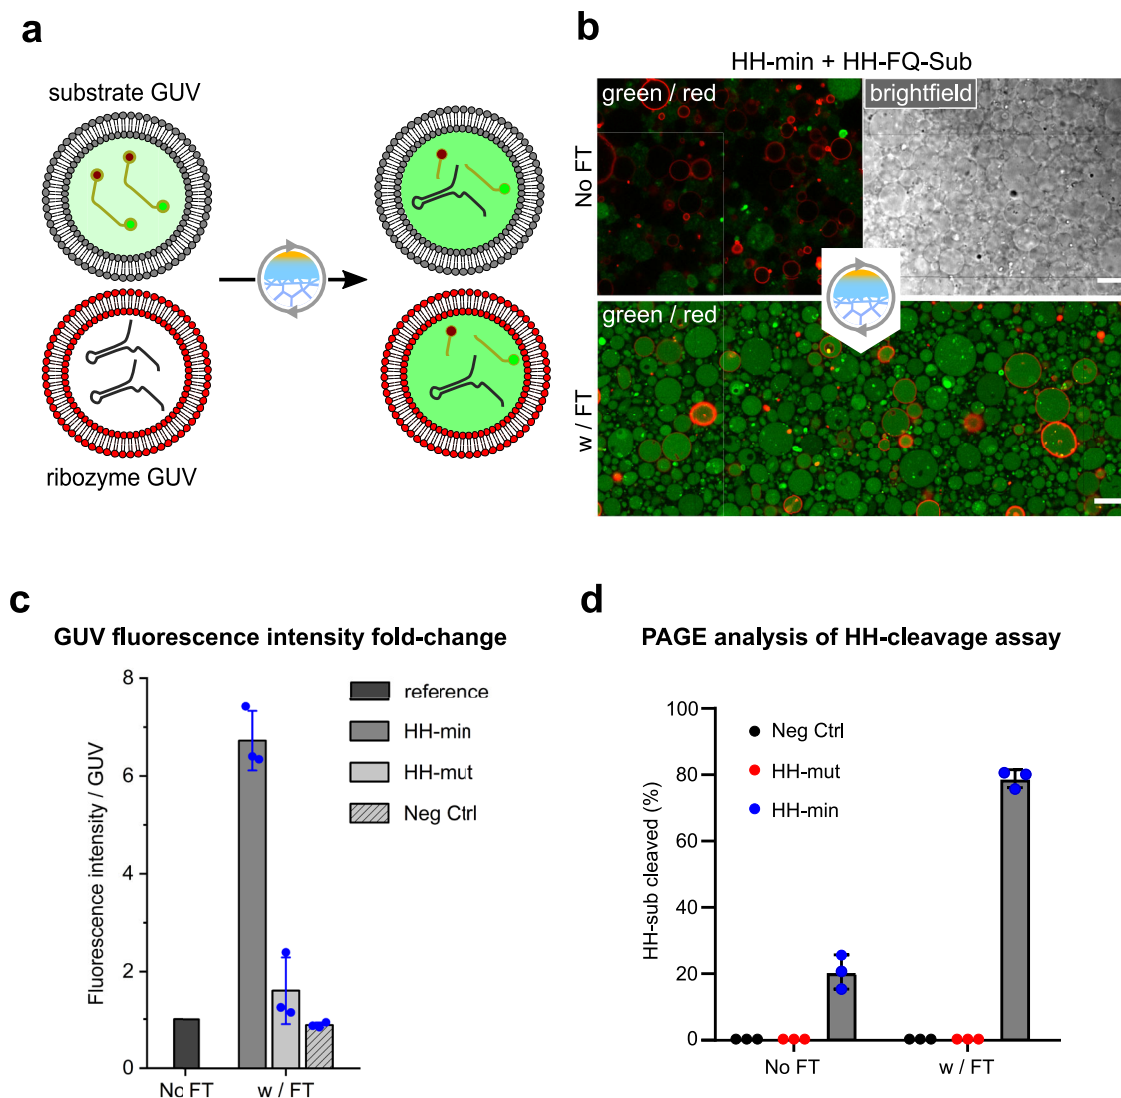 a
substrate GUV
ribozyme GUV
b
HH-min + HH-FQ-Sub
green / red
brightfield
No FT
green / red
w / FT
c
GUV fluorescence intensity fold-change
Fluorescence intensity / GUV
8
6
4
2
0
No FT
w / FT
reference
HH-min
HH-mut
Neg Ctrl
d
PAGE analysis of HH-cleavage assay
HH-sub cleaved (%)
100
80
60
40
20
0
No FT
w / FT
Neg Ctrl
HH-mut
HH-min